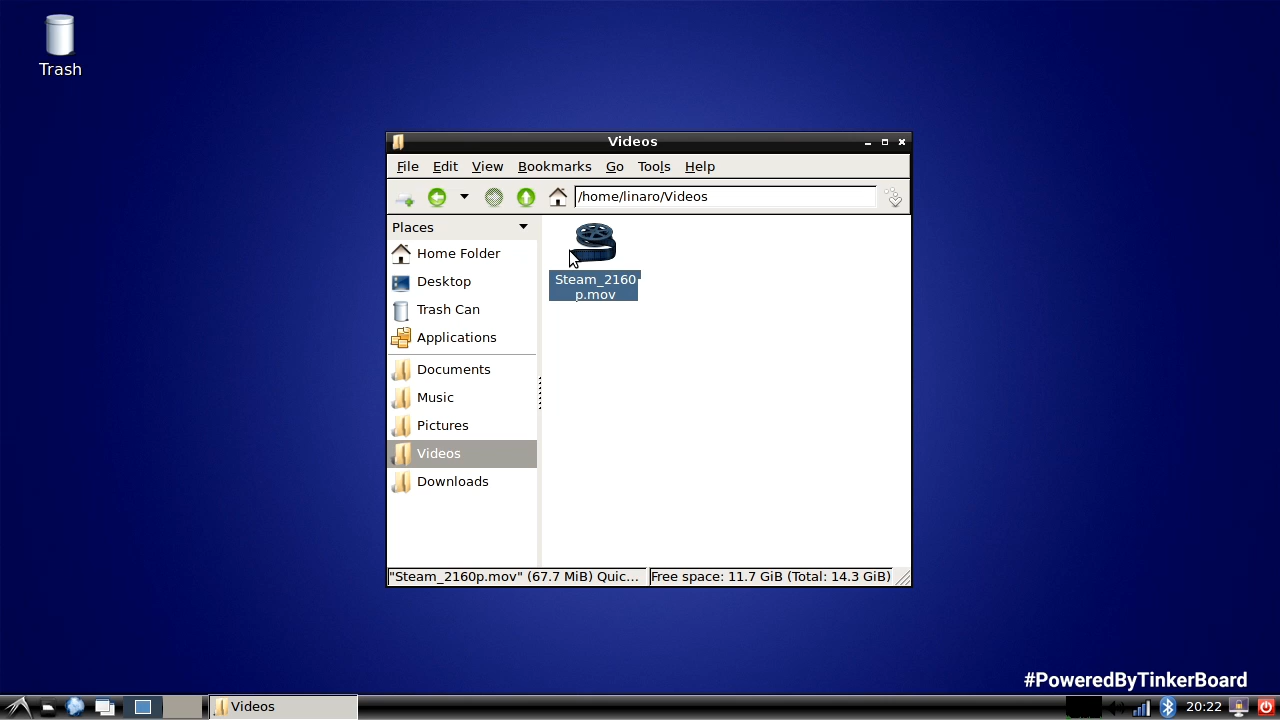 Trash
Videos
File Edit View Bookmarks Go Tools Help
/home/linaro/Videos
Places
Home Folder
Desktop
Trash Can
Applications
Documents
Music
Pictures
Videos
Downloads
Steam_2160
p.mov
"Steam_2160p.mov" (67.7 MiB) Quic... Free space: 11.7 GiB (Total: 14.3 GiB)
#PoweredByTinkerBoard
Videos
20:22